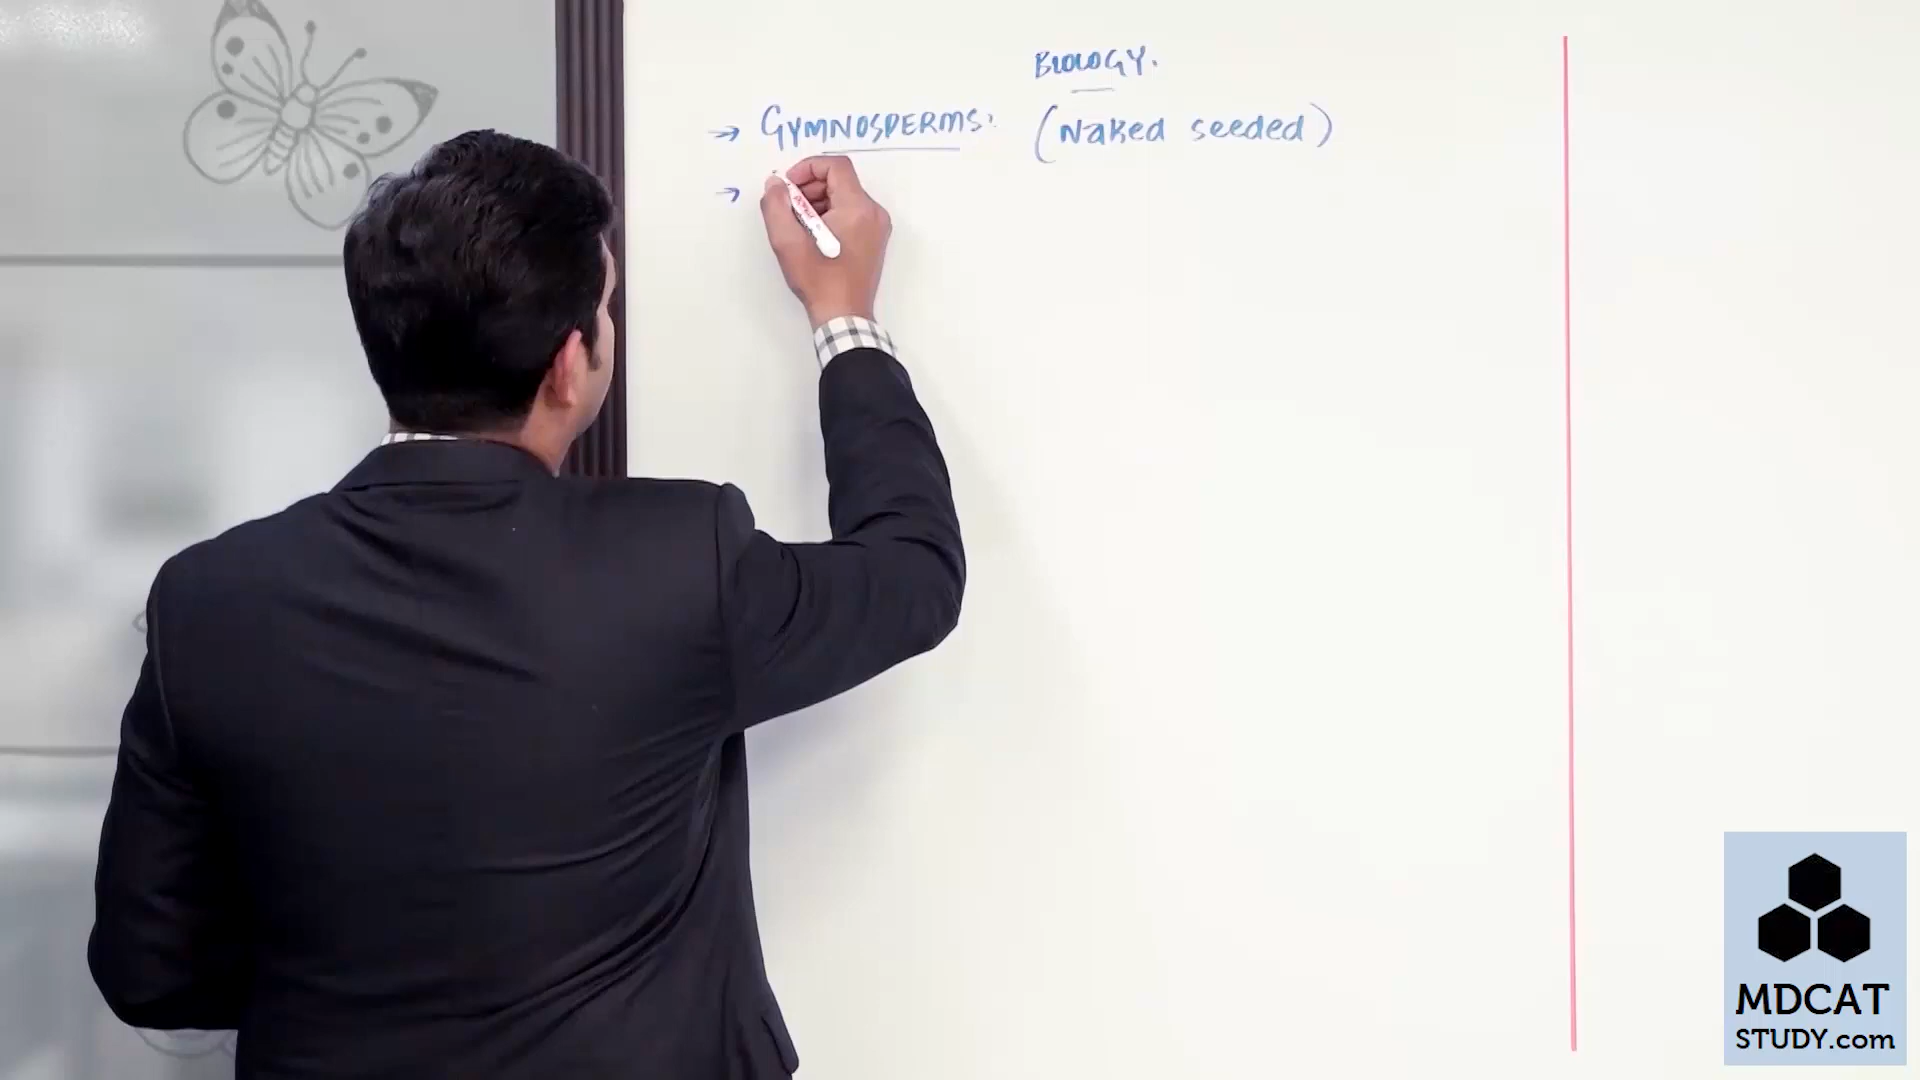 BIOLOGY.
→ GYMNOSPERMS: (Naked seeded)
→
MDCAT
STUDY.com